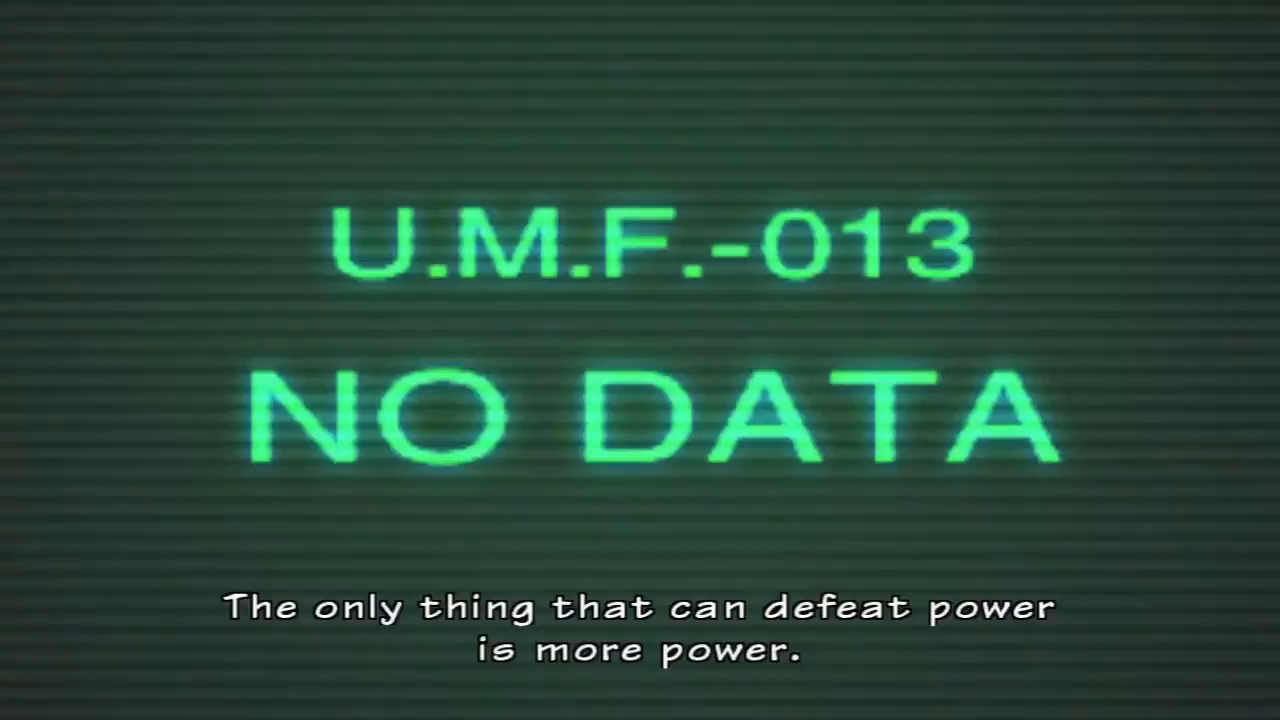 U.M.F.-013
NO DATA
The only thing that can defeat power
is more power.